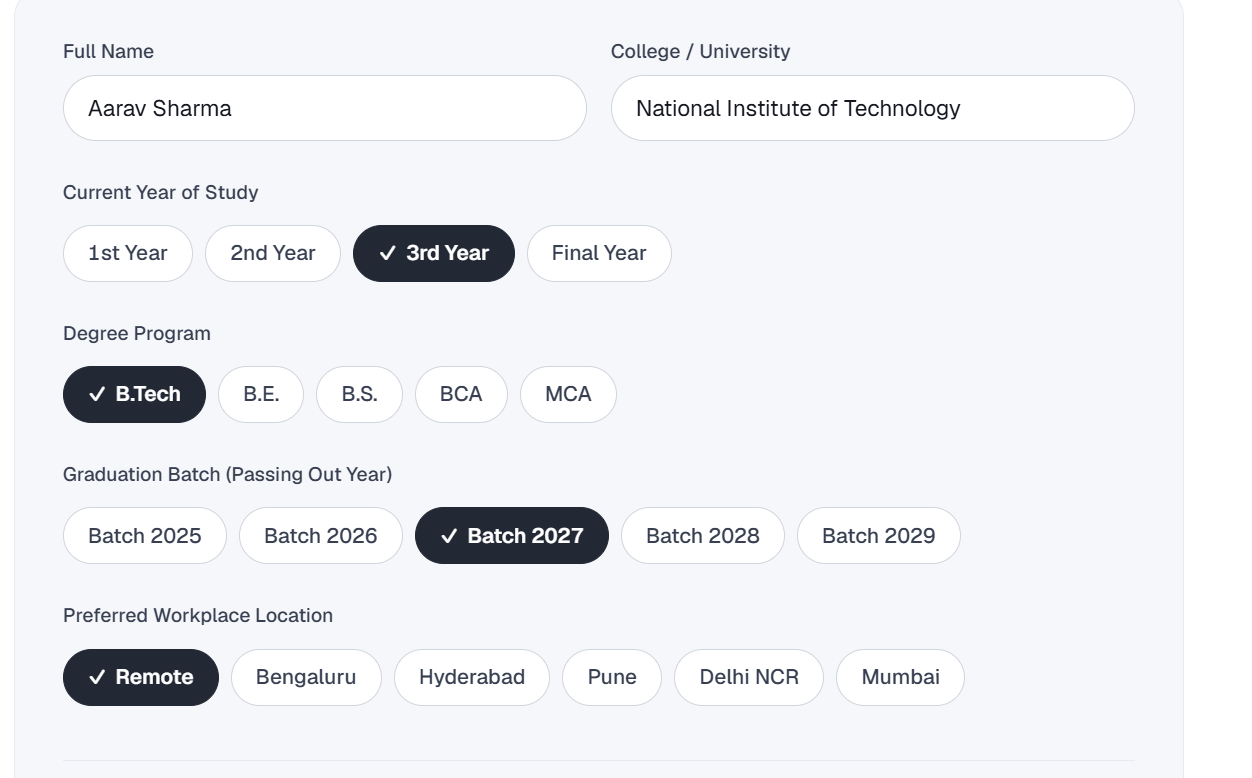 Full Name
College / University
Aarav Sharma
National Institute of Technology
Current Year of Study
1st Year
2nd Year
✓ 3rd Year
Final Year
Degree Program
✓ B.Tech
B.E.
B.S.
BCA
MCA
Graduation Batch (Passing Out Year)
Batch 2025
Batch 2026
✓ Batch 2027
Batch 2028
Batch 2029
Preferred Workplace Location
✓ Remote
Bengaluru
Hyderabad
Pune
Delhi NCR
Mumbai